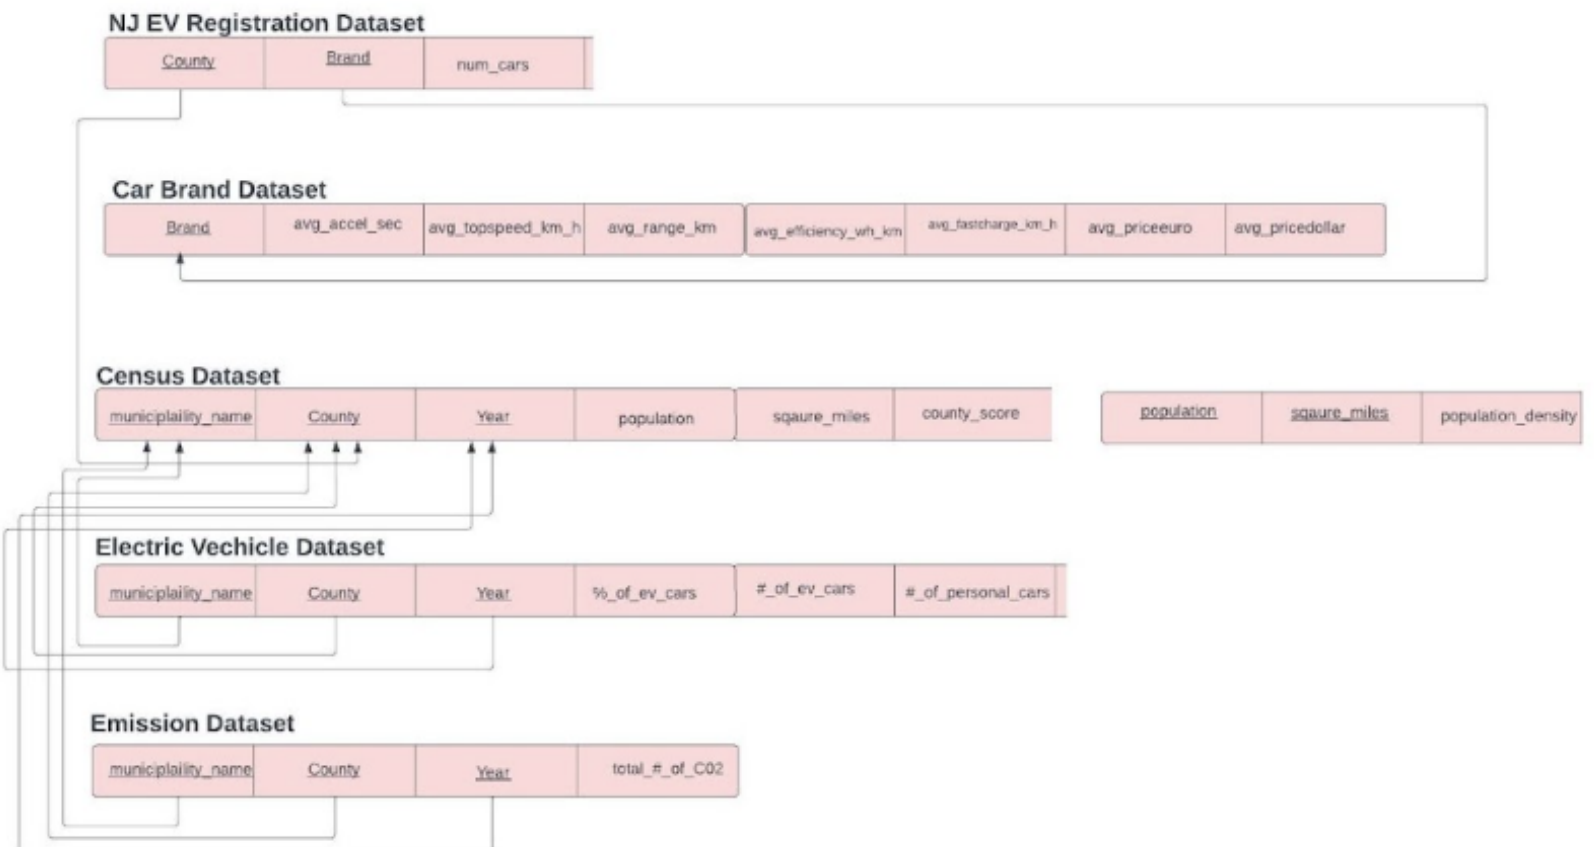 NJ EV Registration Dataset
County Brand num_cars
Car Brand Dataset
Brand avg_accel_sec avg_topspeed_km_h avg_range_km avg_efficiency_wh_km avg_fastcharge_km_h avg_priceeuro avg_pricedollar
Census Dataset
municiplaility_name County Year population sqaure_miles county_score
population sqaure_miles population_density
Electric Vechicle Dataset
municiplaility_name County Year %_of_ev_cars #_of_ev_cars #_of_personal_cars
Emission Dataset
municiplaility_name County Year total_#_of_C02